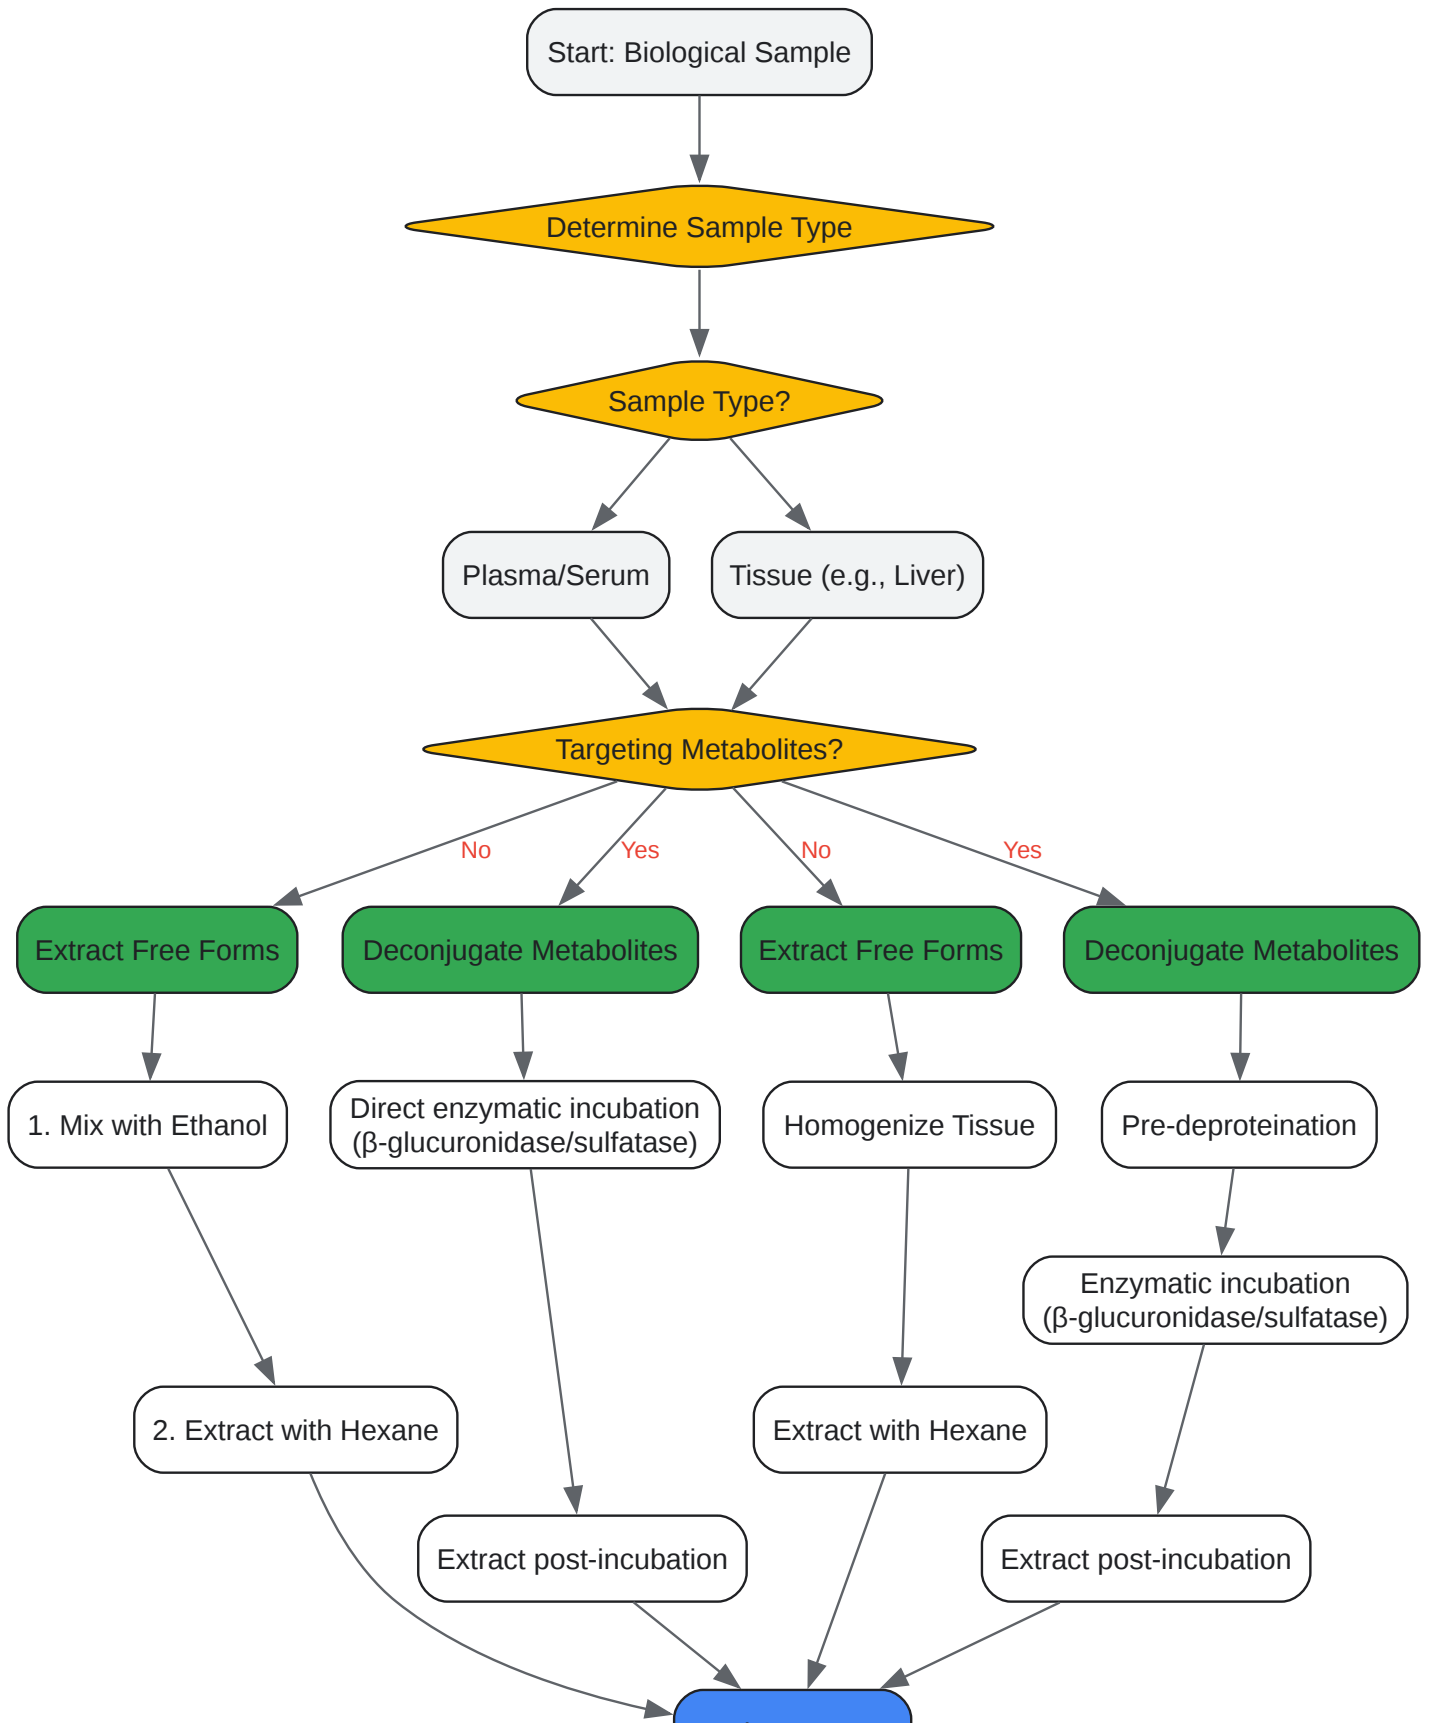 Start: Biological Sample
Determine Sample Type
Sample Type?
Plasma/Serum
Tissue (e.g., Liver)
Targeting Metabolites?
No
Yes
No
Yes
Extract Free Forms
Deconjugate Metabolites
Extract Free Forms
Deconjugate Metabolites
1. Mix with Ethanol
Direct enzymatic incubation
(β-glucuronidase/sulfatase)
Homogenize Tissue
Pre-deproteination
Enzymatic incubation
(β-glucuronidase/sulfatase)
2. Extract with Hexane
Extract with Hexane
Extract post-incubation
Extract post-incubation